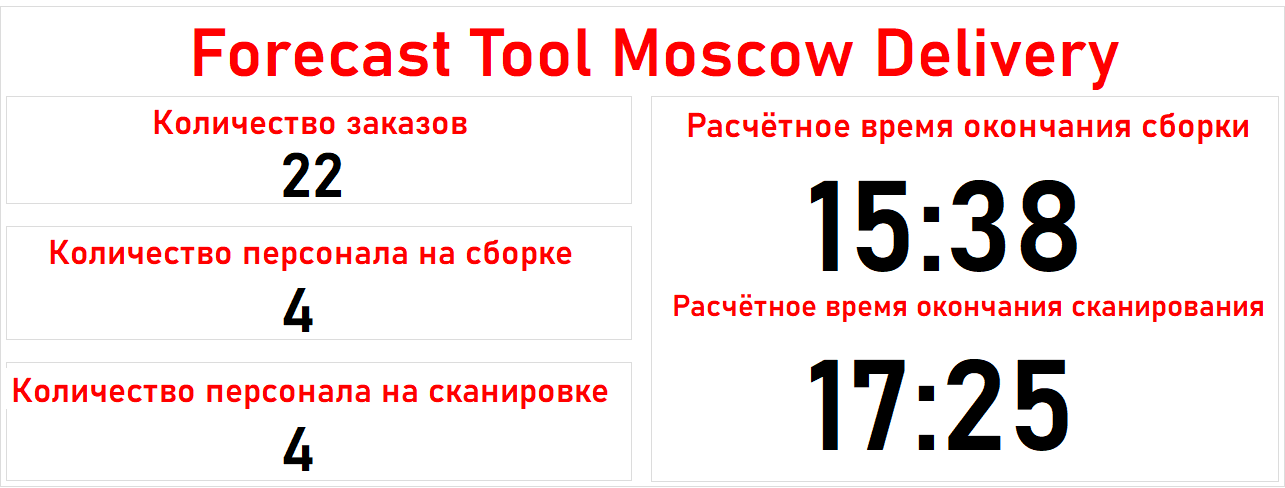 Forecast Tool Moscow Delivery
Количество заказов
22
Количество персонала на сборке
4
Количество персонала на сканировке
4
Расчётное время окончания сборки
15:38
Расчётное время окончания сканирования
17:25